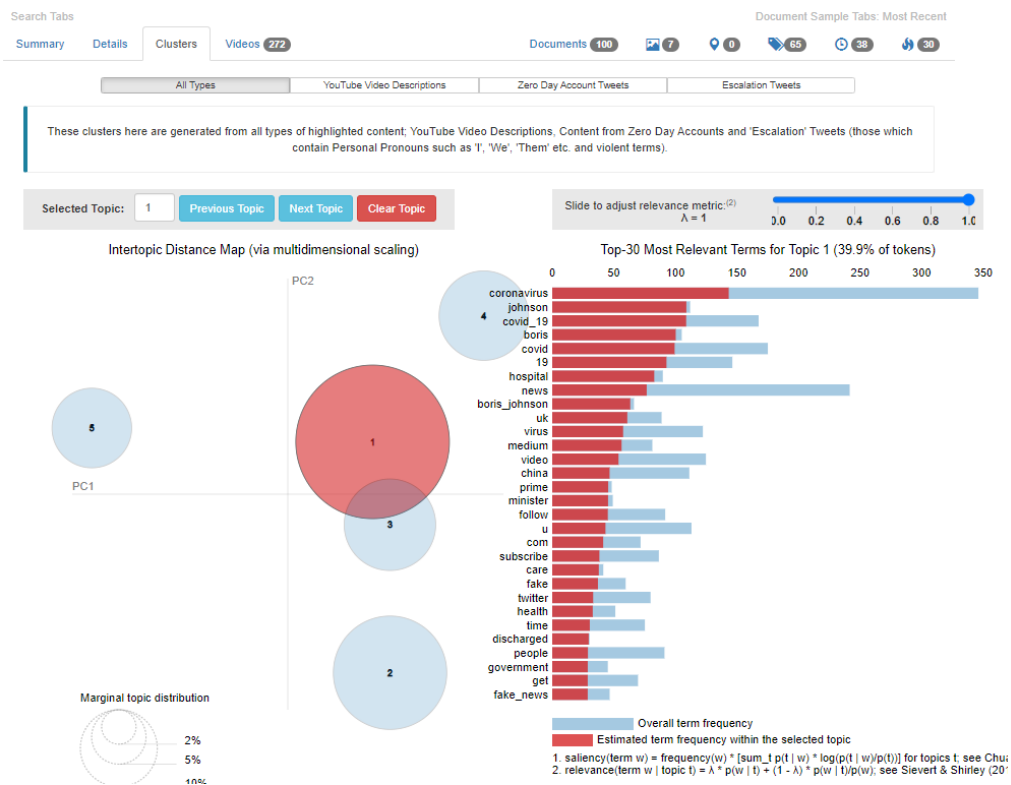 Search Tabs
Document Sample Tabs: Most Recent
Summary Details Clusters Videos 272 Documents 100 7 0 65 38 30
All Types YouTube Video Descriptions Zero Day Account Tweets Escalation Tweets
These clusters here are generated from all types of highlighted content; YouTube Video Descriptions, Content from Zero Day Accounts and 'Escalation' Tweets (those which
contain Personal Pronouns such as 'I', 'We', 'Them' etc. and violent terms).
Selected Topic: 1 Previous Topic Next Topic Clear Topic
Slide to adjust relevance metric:(2)
λ = 1
0.0 0.2 0.4 0.6 0.8 1.0
Intertopic Distance Map (via multidimensional scaling)
PC2
PC1
4
5
1
3
2
Marginal topic distribution
2%
5%
10%
Top-30 Most Relevant Terms for Topic 1 (39.9% of tokens)
0 50 100 150 200 250 300 350
coronavirus
johnson
covid_19
boris
covid
19
hospital
news
boris_johnson
uk
virus
medium
video
china
prime
minister
follow
u
com
subscribe
care
fake
twitter
health
time
discharged
people
government
get
fake_news
Overall term frequency
Estimated term frequency within the selected topic
1. saliency(term w) = frequency(w) * [sum_t p(t | w) * log(p(t | w)/p(t))] for topics t; see Chua
2. relevance(term w | topic t) = λ * p(w | t) + (1 - λ) * p(w | t)/p(w); see Sievert & Shirley (201